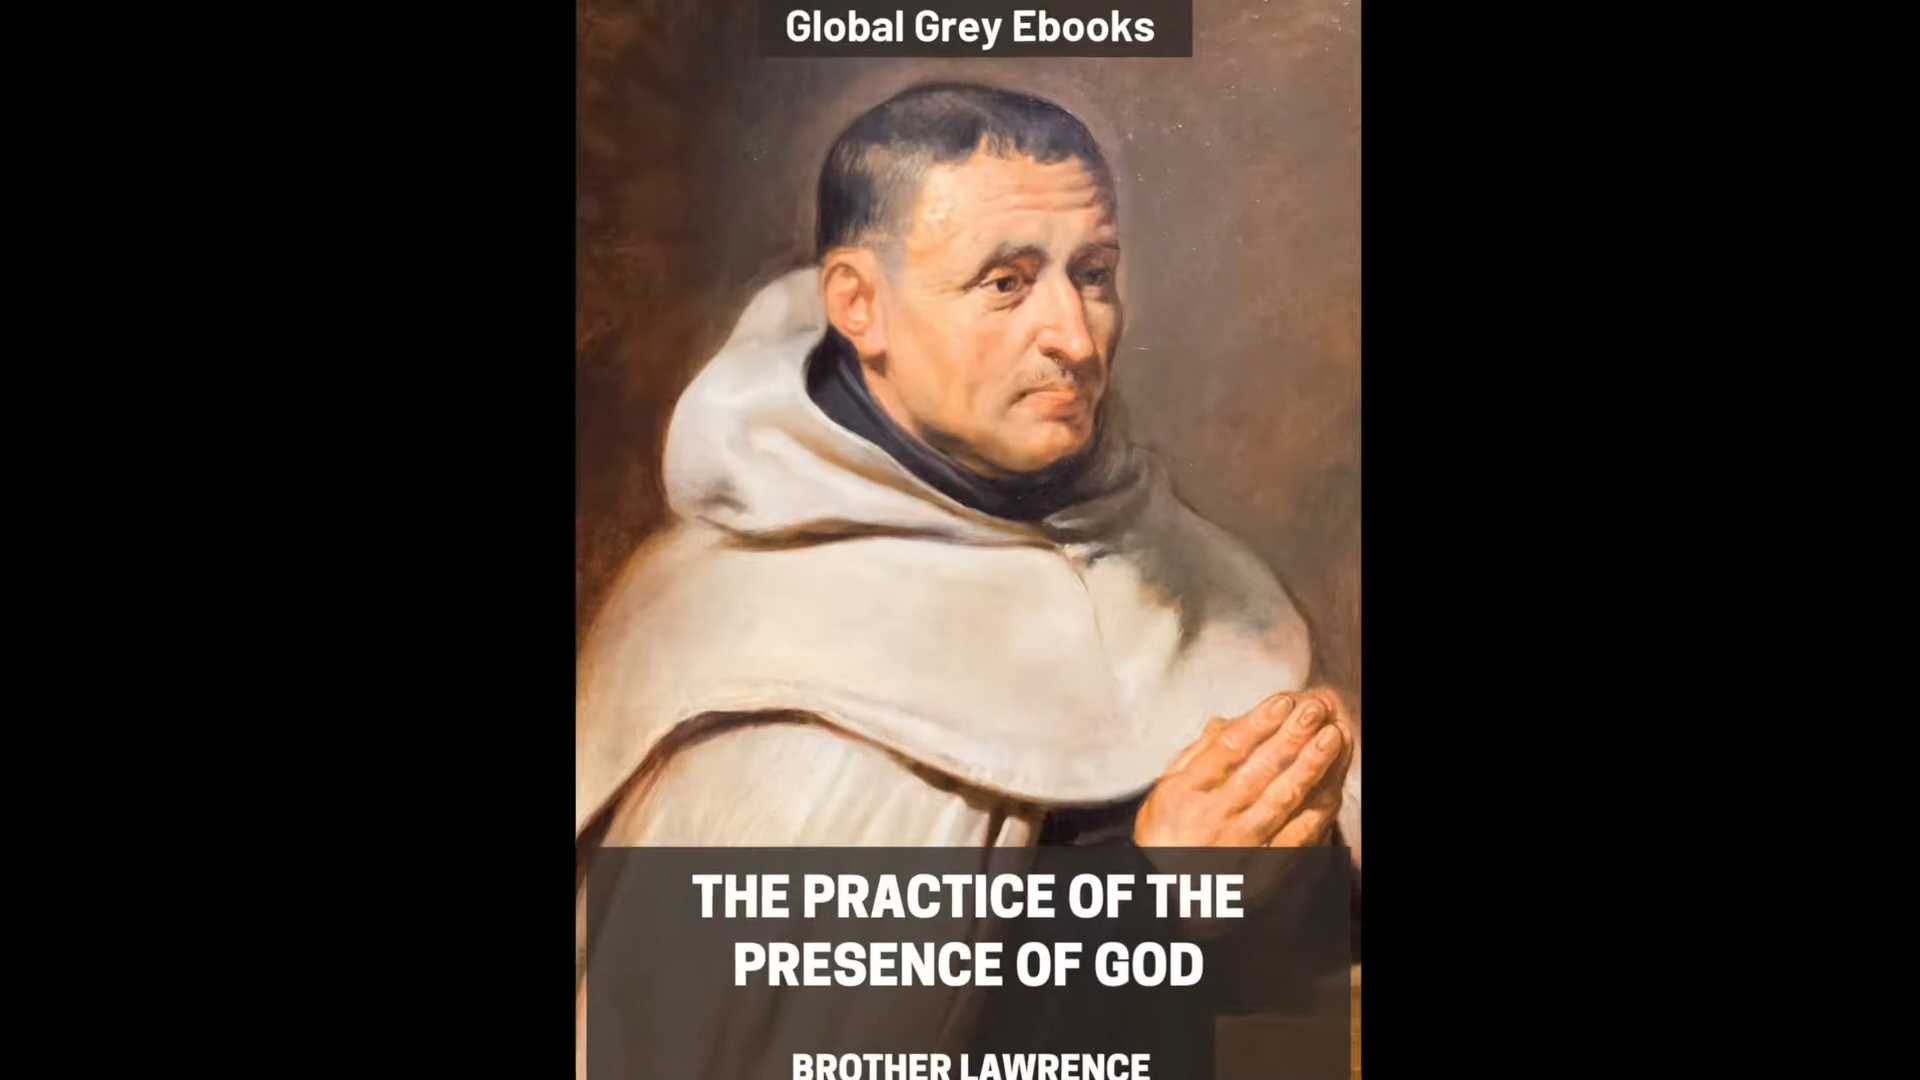 Global Grey Ebooks
THE PRACTICE OF THE
PRESENCE OF GOD
BROTHER LAWRENCE